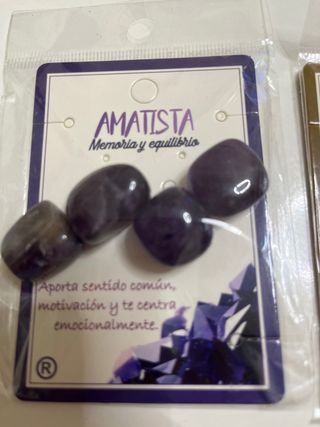 AMATISTA
Memoria y equilibrio
Aporta sentido común,
motivación y te centra
emocionalmente.
®